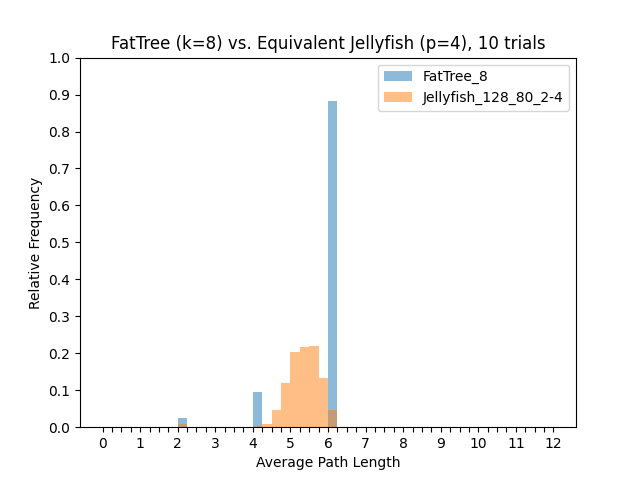 FatTree (k=8) vs. Equivalent Jellyfish (p=4), 10 trials
FatTree_8
Jellyfish_128_80_2-4
Relative Frequency
1.0
0.9
0.8
0.7
0.6
0.5
0.4
0.3
0.2
0.1
0.0
0 1 2 3 4 5 6 7 8 9 10 11 12
Average Path Length